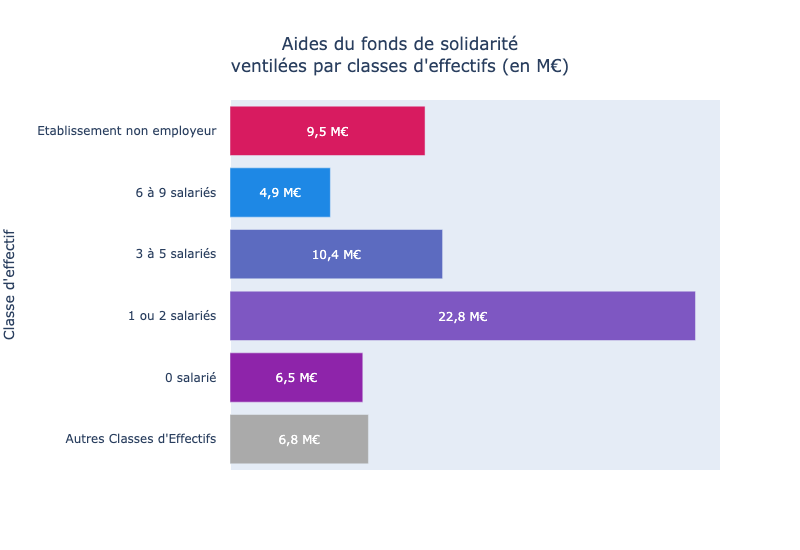 Aides du fonds de solidarité
ventilées par classes d'effectifs (en M€)
Classe d'effectif
Etablissement non employeur
9,5 M€
6 à 9 salariés
4,9 M€
3 à 5 salariés
10,4 M€
1 ou 2 salariés
22,8 M€
0 salarié
6,5 M€
Autres Classes d'Effectifs
6,8 M€